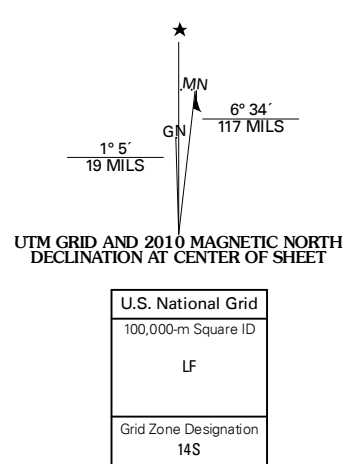 MN
GN
6° 34´
117 MILS
1° 5´
19 MILS
UTM GRID AND 2010 MAGNETIC NORTH
DECLINATION AT CENTER OF SHEET
U.S. National Grid
100,000-m Square ID
LF
Grid Zone Designation
14S